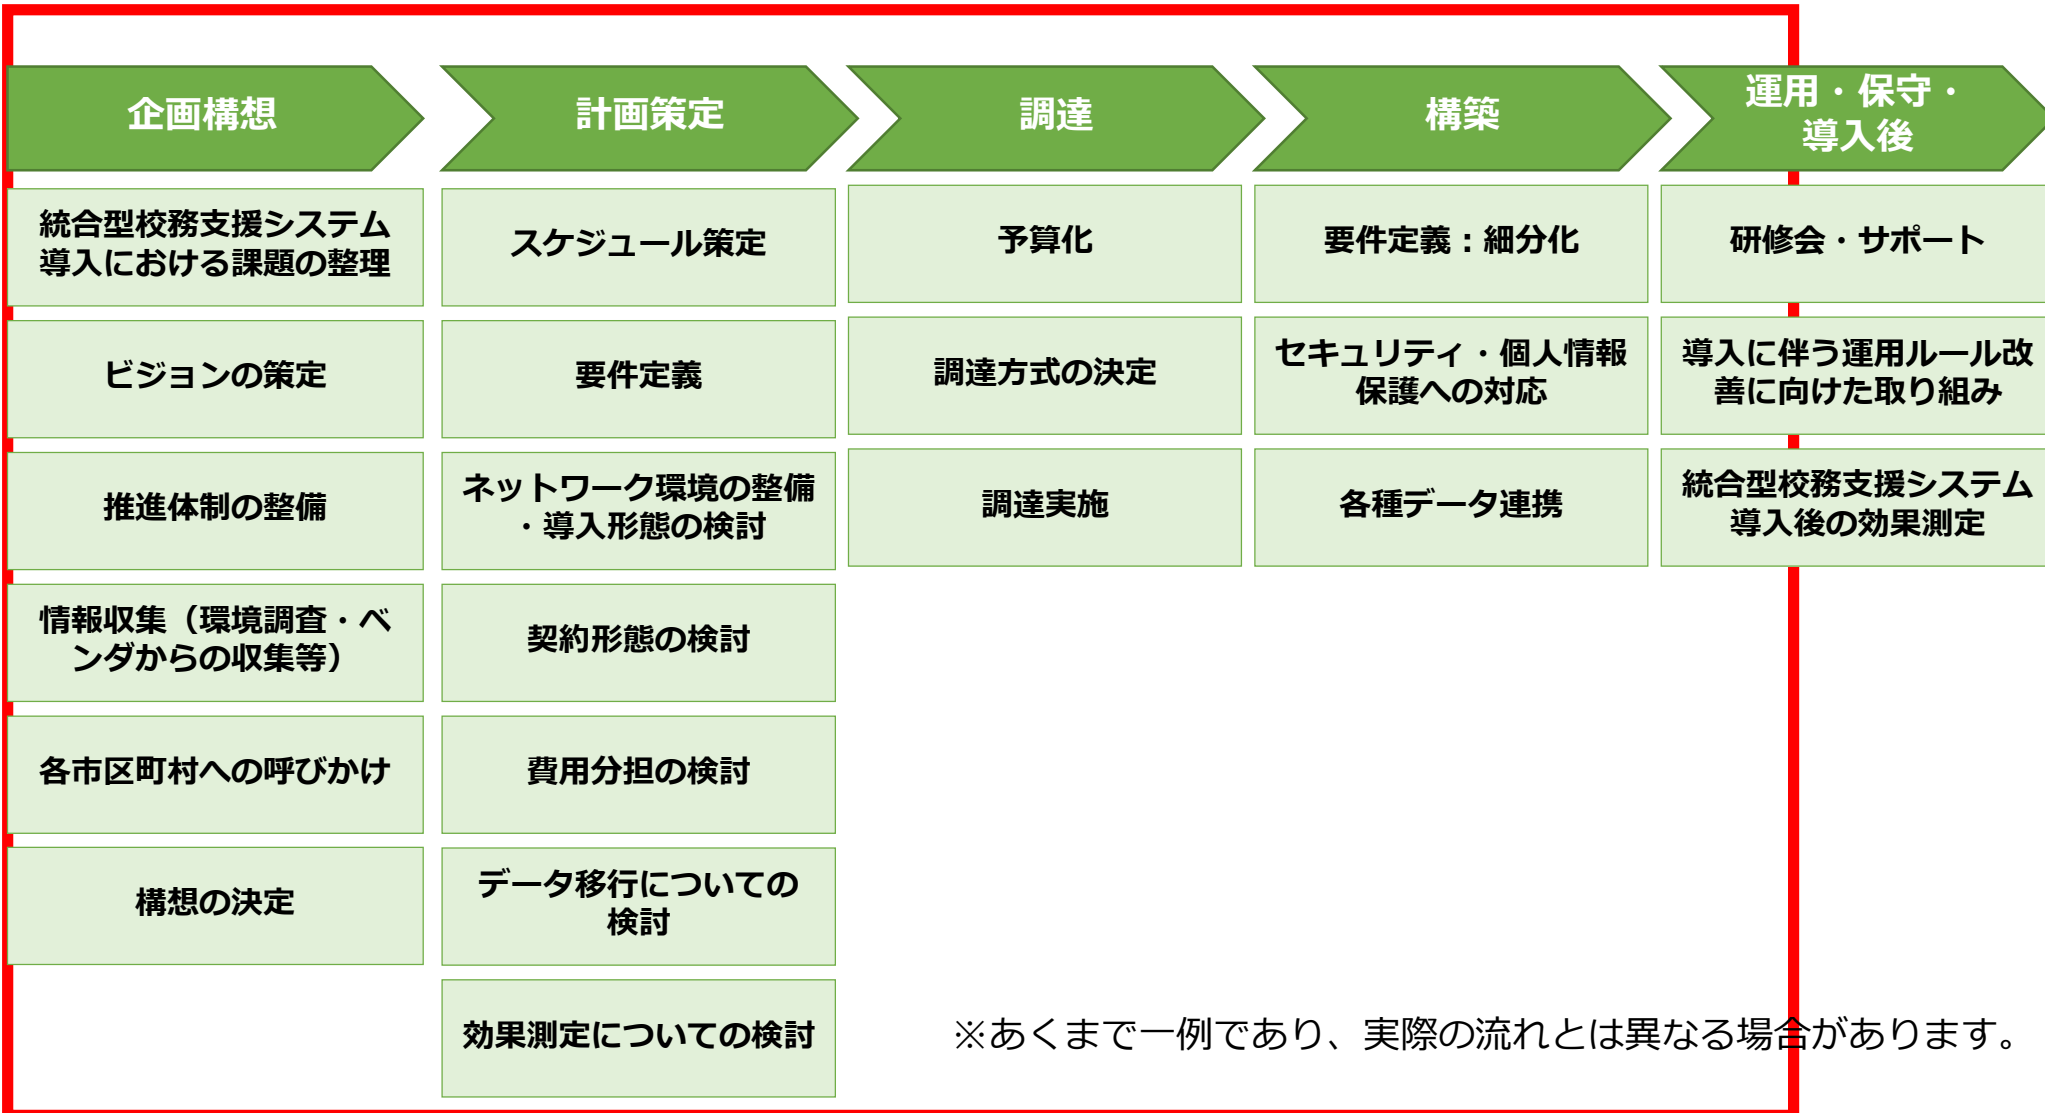 企画構想
統合型校務支援システム
導入における課題の整理
ビジョンの策定
推進体制の整備
情報収集（環境調査・ベ
ンダからの収集等）
各市区町村への呼びかけ
構想の決定
計画策定
スケジュール策定
要件定義
ネットワーク環境の整備
・導入形態の検討
契約形態の検討
費用分担の検討
データ移行についての
検討
効果測定についての検討
調達
予算化
調達方式の決定
調達実施
構築
要件定義：細分化
セキュリティ・個人情報
保護への対応
各種データ連携
運用・保守・
導入後
研修会・サポート
導入に伴う運用ルール改
善に向けた取り組み
統合型校務支援システム
導入後の効果測定
※あくまで一例であり、実際の流れとは異なる場合があります。